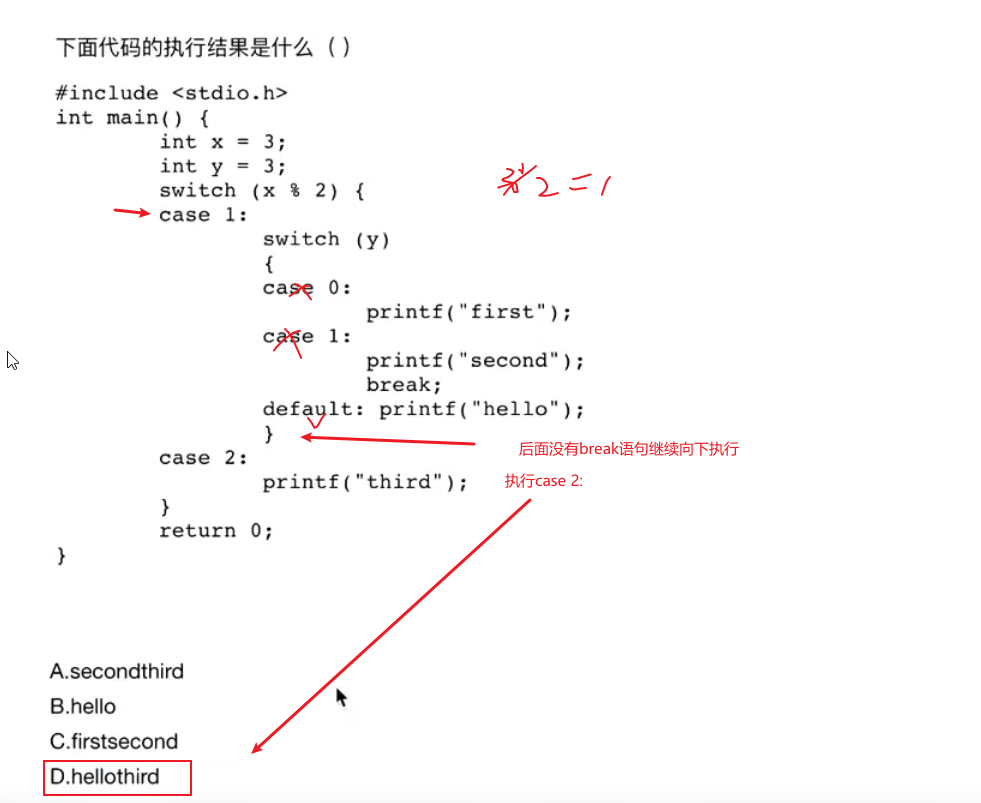 下面代码的执行结果是什么（）
#include <stdio.h>
int main() {
int x = 3;
int y = 3;
switch (x % 2) {
3%2=1
case 1:
switch (y)
{
case 0:
printf("first");
case 1:
printf("second");
break;
default: printf("hello");
}
后面没有break语句继续向下执行
case 2:
printf("third");
执行case 2:
}
return 0;
}
A.secondthird
B.hello
C.firstsecond
D.hellothird